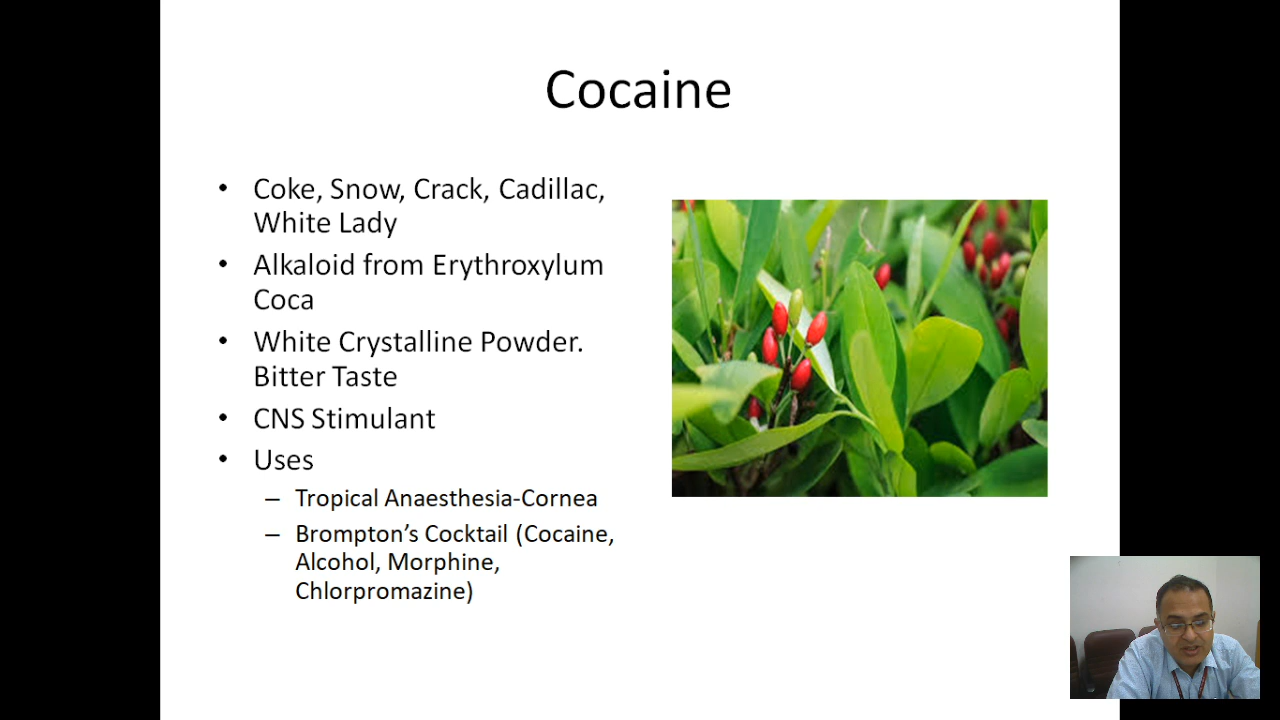 Cocaine
• Coke, Snow, Crack, Cadillac,
White Lady
• Alkaloid from Erythroxylum
Coca
• White Crystalline Powder.
Bitter Taste
• CNS Stimulant
• Uses
– Tropical Anaesthesia-Cornea
– Brompton’s Cocktail (Cocaine,
Alcohol, Morphine,
Chlorpromazine)